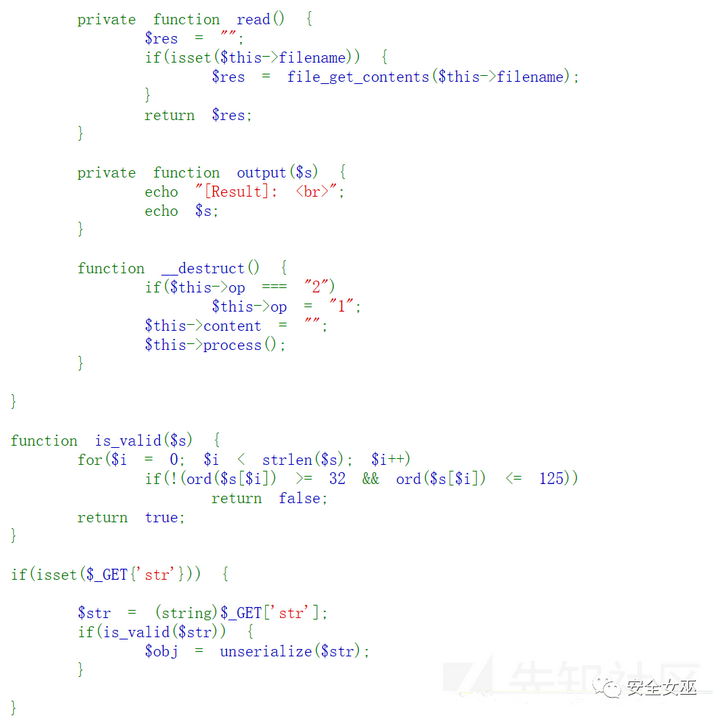 private function read() {
$res = "";
if(isset($this->filename)) {
$res = file_get_contents($this->filename);
}
return $res;
}
private function output($s) {
echo "[Result]: <br>";
echo $s;
}
function __destruct() {
if($this->op === "2")
$this->op = "1";
$this->content = "";
$this->process();
}
}
function is_valid($s) {
for($i = 0; $i < strlen($s); $i++)
if(!(ord($s[$i]) >= 32 && ord($s[$i]) <= 125))
return false;
return true;
}
if(isset($_GET{'str'})) {
$str = (string)$_GET['str'];
if(is_valid($str)) {
$obj = unserialize($str);
}
}
先知社区
安全女巫